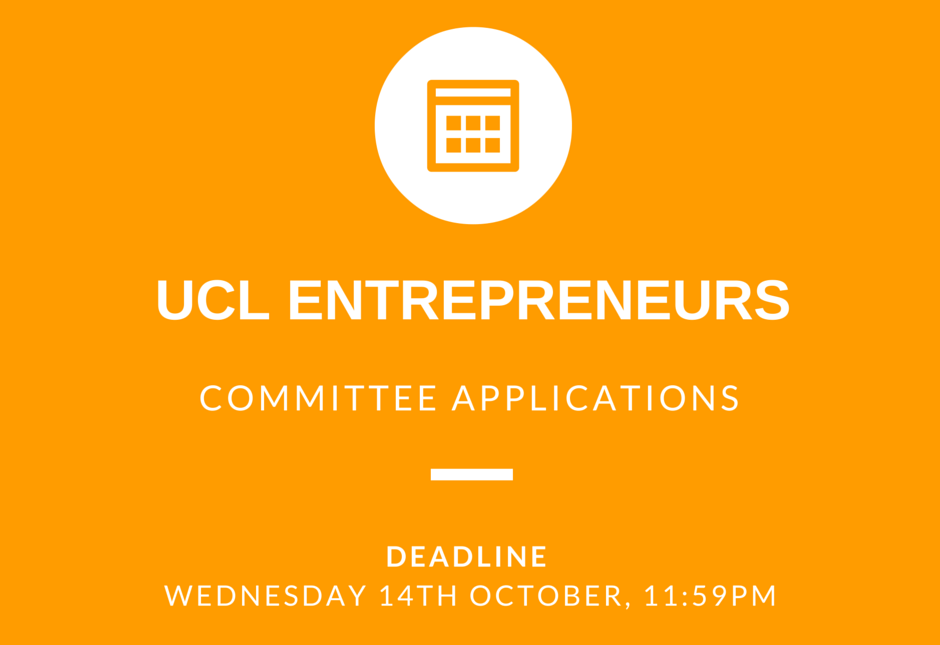 UCL ENTREPRENEURS
COMMITTEE APPLICATIONS
DEADLINE
WEDNESDAY 14TH OCTOBER, 11:59PM